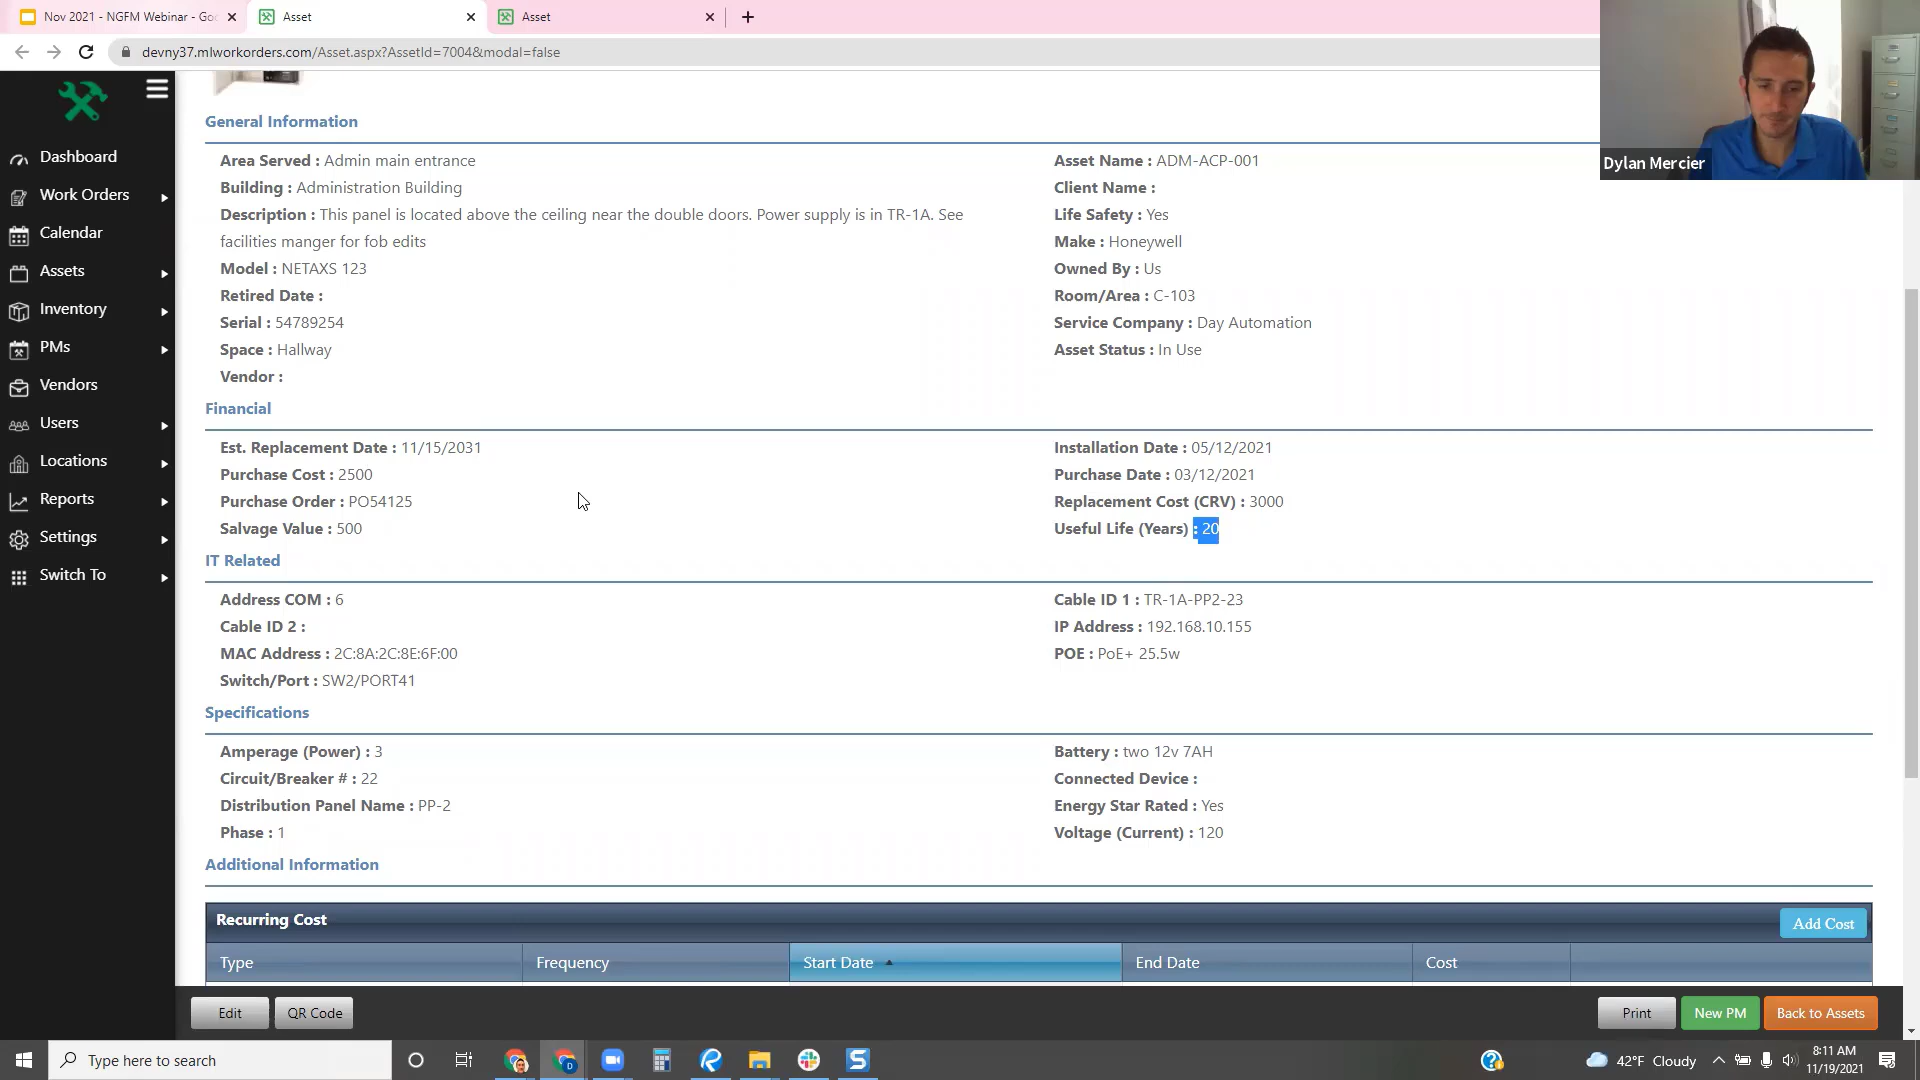 Nov 2021 - NGFM Webinar - Goo
Asset
Asset
devny37.mlworkorders.com/Asset.aspx?AssetId=7004&modal=false
Dylan Mercier
Dashboard
Work Orders
Calendar
Assets
Inventory
PMs
Vendors
Users
Locations
Reports
Settings
Switch To
General Information
Area Served : Admin main entrance
Building : Administration Building
Description : This panel is located above the ceiling near the double doors. Power supply is in TR-1A. See
facilities manger for fob edits
Model : NETAXS 123
Retired Date :
Serial : 54789254
Space : Hallway
Vendor :
Asset Name : ADM-ACP-001
Client Name :
Life Safety : Yes
Make : Honeywell
Owned By : Us
Room/Area : C-103
Service Company : Day Automation
Asset Status : In Use
Financial
Est. Replacement Date : 11/15/2031
Purchase Cost : 2500
Purchase Order : PO54125
Salvage Value : 500
Installation Date : 05/12/2021
Purchase Date : 03/12/2021
Replacement Cost (CRV) : 3000
Useful Life (Years) : 20
IT Related
Address COM : 6
Cable ID 2 :
MAC Address : 2C:8A:2C:8E:6F:00
Switch/Port : SW2/PORT41
Cable ID 1 : TR-1A-PP2-23
IP Address : 192.168.10.155
POE : PoE+ 25.5w
Specifications
Amperage (Power) : 3
Circuit/Breaker # : 22
Distribution Panel Name : PP-2
Phase : 1
Battery : two 12v 7AH
Connected Device :
Energy Star Rated : Yes
Voltage (Current) : 120
Additional Information
Recurring Cost
Add Cost
Type Frequency Start Date End Date Cost
Edit QR Code Print New PM Back to Assets
Type here to search
42°F Cloudy
8:11 AM
11/19/2021